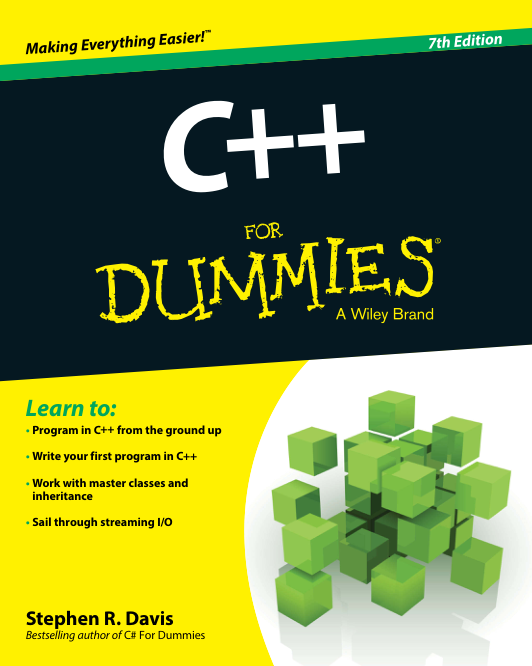 Making Everything Easier!™
7th Edition
C++
FOR
DUMMIES®
A Wiley Brand
Learn to:
• Program in C++ from the ground up
• Write your first program in C++
• Work with master classes and
inheritance
• Sail through streaming I/O
Stephen R. Davis
Bestselling author of C# For Dummies